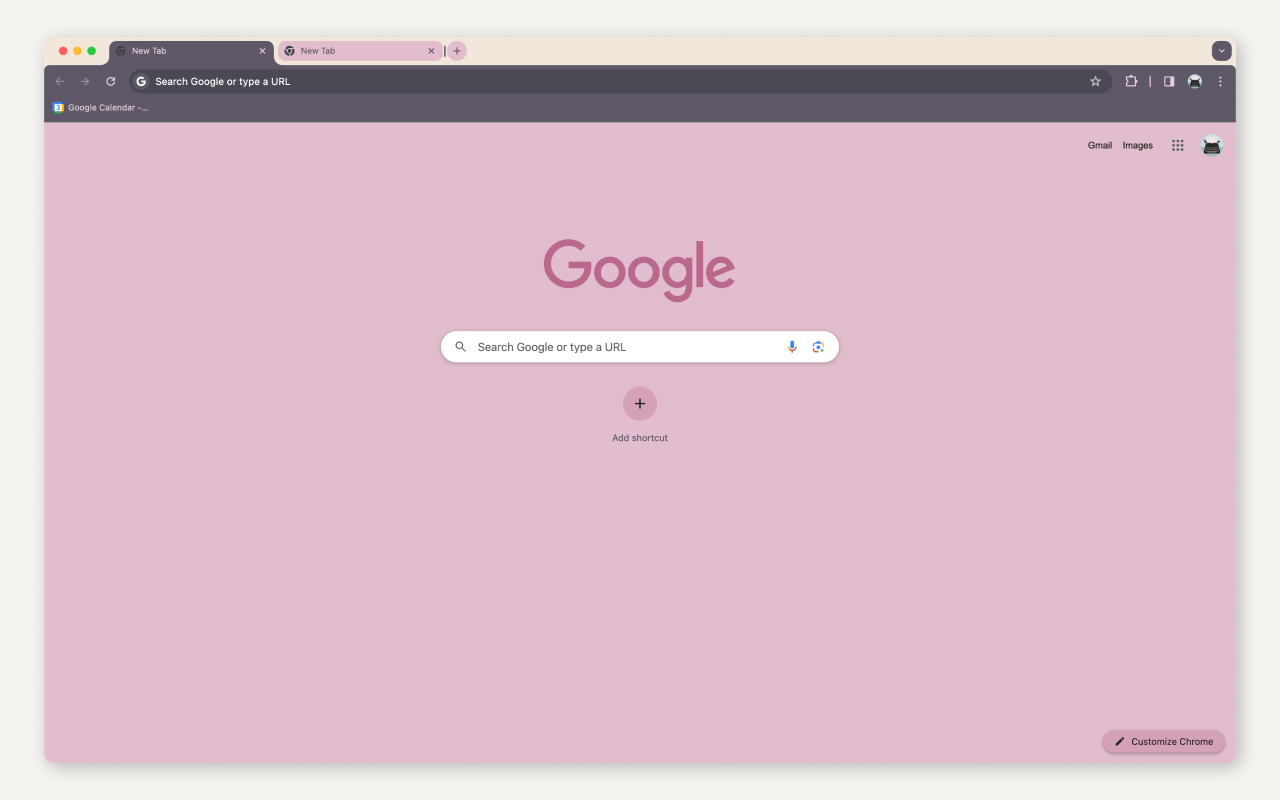 New Tab
New Tab
Search Google or type a URL
3 Google Calendar -...
Gmail Images
Google
Search Google or type a URL
Add shortcut
Customize Chrome